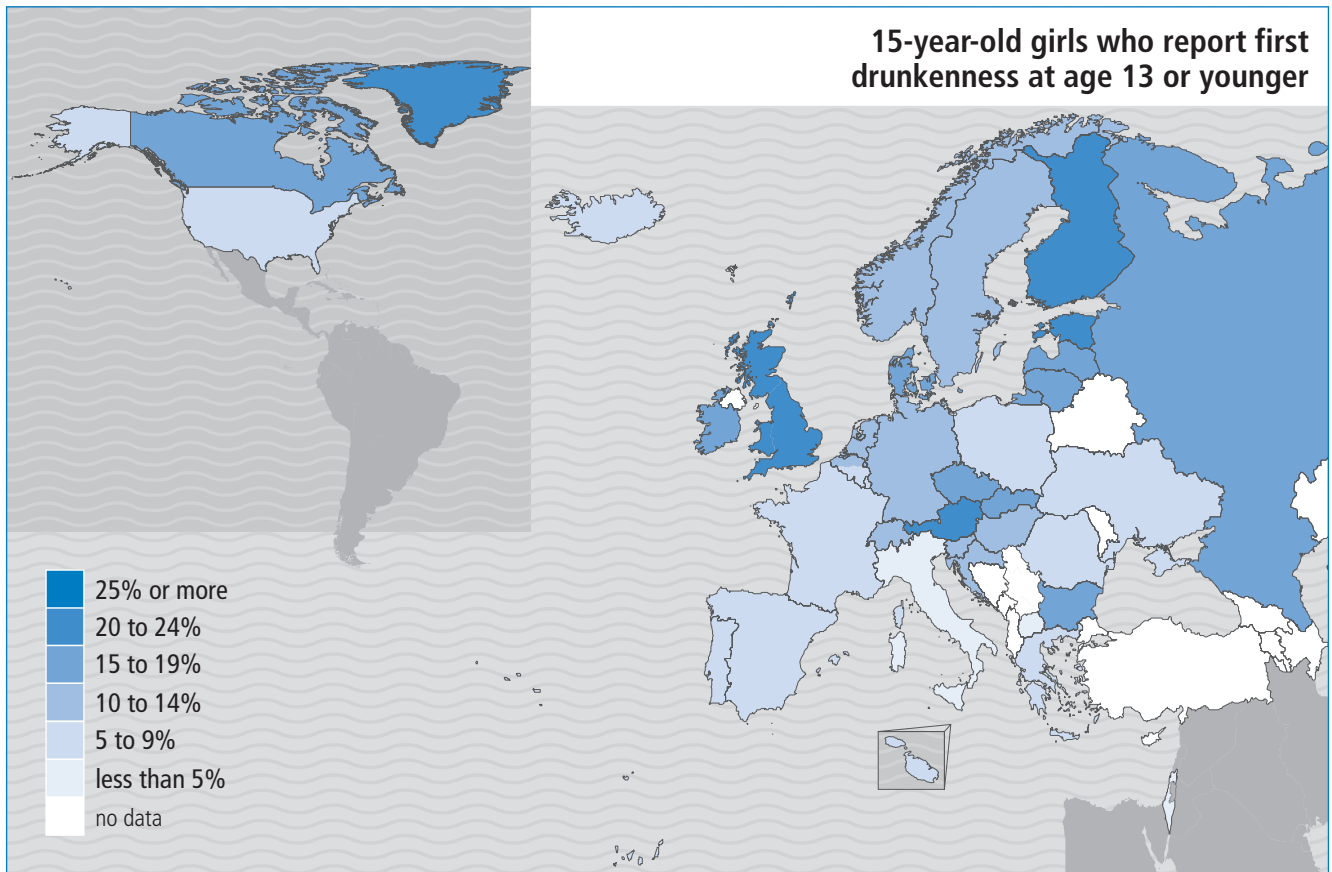 15-year-old girls who report first
drunkenness at age 13 or younger
25% or more
20 to 24%
15 to 19%
10 to 14%
5 to 9%
less than 5%
no data